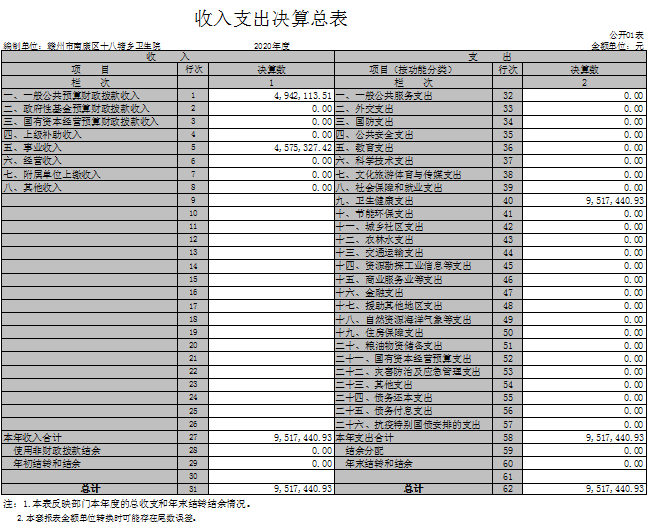 收入支出决算总表
公开01表
编制单位：赣州市南康区十八塘乡卫生院 2020年度 金额单位：元
收 入 支 出
项 目 行次 决算数 项目（按功能分类） 行次 决算数
栏 次 1 栏 次 2
一、一般公共预算财政拨款收入 1 4,942,113.51 一、一般公共服务支出 32 0.00
二、政府性基金预算财政拨款收入 2 0.00 二、外交支出 33 0.00
三、国有资本经营预算财政拨款收入 3 0.00 三、国防支出 34 0.00
四、上级补助收入 4 0.00 四、公共安全支出 35 0.00
五、事业收入 5 4,575,327.42 五、教育支出 36 0.00
六、经营收入 6 0.00 六、科学技术支出 37 0.00
七、附属单位上缴收入 7 0.00 七、文化旅游体育与传媒支出 38 0.00
八、其他收入 8 0.00 八、社会保障和就业支出 39 0.00
9 九、卫生健康支出 40 9,517,440.93
10 十、节能环保支出 41 0.00
11 十一、城乡社区支出 42 0.00
12 十二、农林水支出 43 0.00
13 十三、交通运输支出 44 0.00
14 十四、资源勘探工业信息等支出 45 0.00
15 十五、商业服务业等支出 46 0.00
16 十六、金融支出 47 0.00
17 十七、援助其他地区支出 48 0.00
18 十八、自然资源海洋气象等支出 49 0.00
19 十九、住房保障支出 50 0.00
20 二十、粮油物资储备支出 51 0.00
21 二十一、国有资本经营预算支出 52 0.00
22 二十二、灾害防治及应急管理支出 53 0.00
23 二十三、其他支出 54 0.00
24 二十四、债务还本支出 55 0.00
25 二十五、债务付息支出 56 0.00
26 二十六、抗疫特别国债安排的支出 57 0.00
本年收入合计 27 9,517,440.93 本年支出合计 58 9,517,440.93
使用非财政拨款结余 28 0.00 结余分配 59 0.00
年初结转和结余 29 0.00 年末结转和结余 60 0.00
30 61
总计 31 9,517,440.93 总计 62 9,517,440.93
注：1.本表反映部门本年度的总收支和年末结转结余情况。
2.本套报表金额单位转换时可能存在尾数误差。